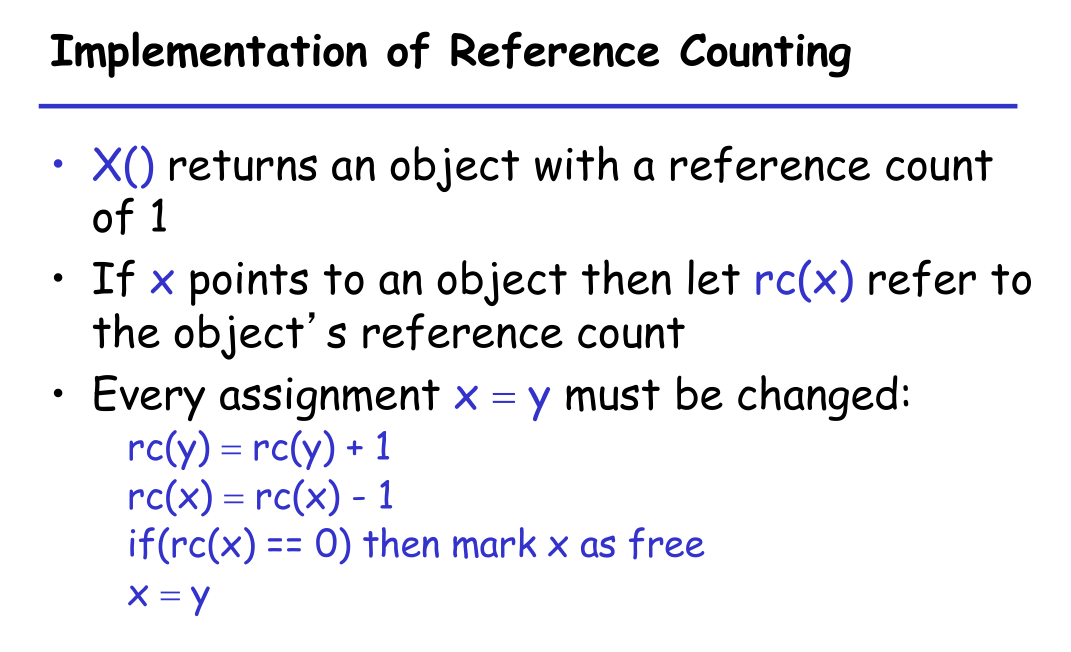 Implementation of Reference Counting
• X() returns an object with a reference count
of 1
• If x points to an object then let rc(x) refer to
the object’s reference count
• Every assignment x = y must be changed:
rc(y) = rc(y) + 1
rc(x) = rc(x) - 1
if(rc(x) == 0) then mark x as free
x = y